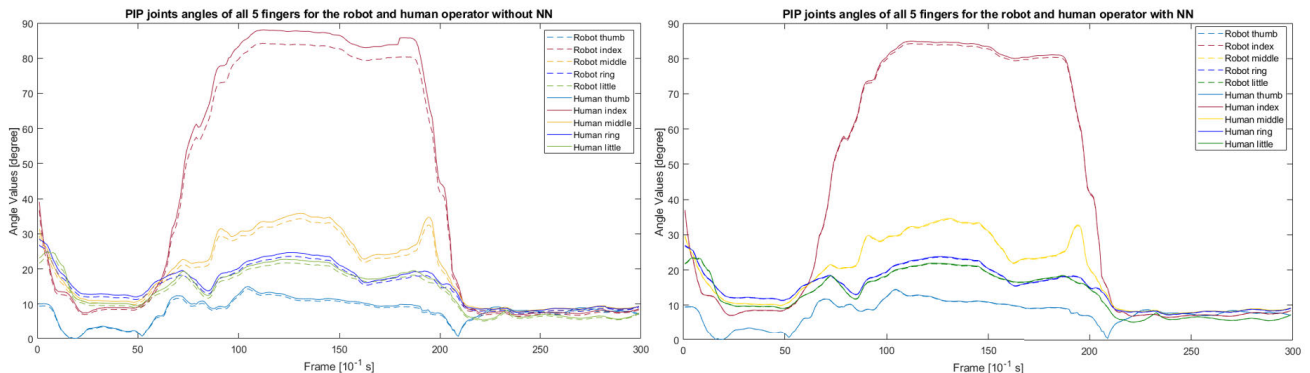 PIP joints angles of all 5 fingers for the robot and human operator without NN
90
80
70
60
50
40
30
20
10
0
Angle Values [degree]
0 50 100 150 200 250 300
Frame [10⁻¹ s]
Robot thumb
Robot index
Robot middle
Robot ring
Robot little
Human thumb
Human index
Human middle
Human ring
Human little
PIP joints angles of all 5 fingers for the robot and human operator with NN
90
80
70
60
50
40
30
20
10
0
Angle Values [degree]
0 50 100 150 200 250 300
Frame [10⁻¹ s]
Robot thumb
Robot index
Robot middle
Robot ring
Robot little
Human thumb
Human index
Human middle
Human ring
Human little